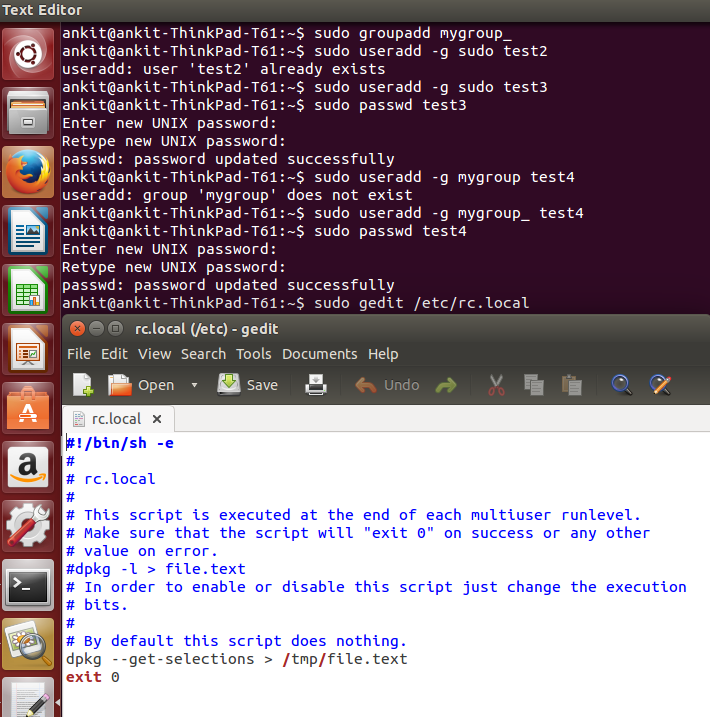 Text Editor
ankit@ankit-ThinkPad-T61:~$ sudo groupadd mygroup_
ankit@ankit-ThinkPad-T61:~$ sudo useradd -g sudo test2
useradd: user 'test2' already exists
ankit@ankit-ThinkPad-T61:~$ sudo useradd -g sudo test3
ankit@ankit-ThinkPad-T61:~$ sudo passwd test3
Enter new UNIX password:
Retype new UNIX password:
passwd: password updated successfully
ankit@ankit-ThinkPad-T61:~$ sudo useradd -g mygroup test4
useradd: group 'mygroup' does not exist
ankit@ankit-ThinkPad-T61:~$ sudo useradd -g mygroup_ test4
ankit@ankit-ThinkPad-T61:~$ sudo passwd test4
Enter new UNIX password:
Retype new UNIX password:
passwd: password updated successfully
ankit@ankit-ThinkPad-T61:~$ sudo gedit /etc/rc.local
rc.local (/etc) - gedit
File Edit View Search Tools Documents Help
Open Save Undo
rc.local
#!/bin/sh -e
#
# rc.local
#
# This script is executed at the end of each multiuser runlevel.
# Make sure that the script will "exit 0" on success or any other
# value on error.
#dpkg -l > file.text
# In order to enable or disable this script just change the execution
# bits.
#
# By default this script does nothing.
dpkg --get-selections > /tmp/file.text
exit 0